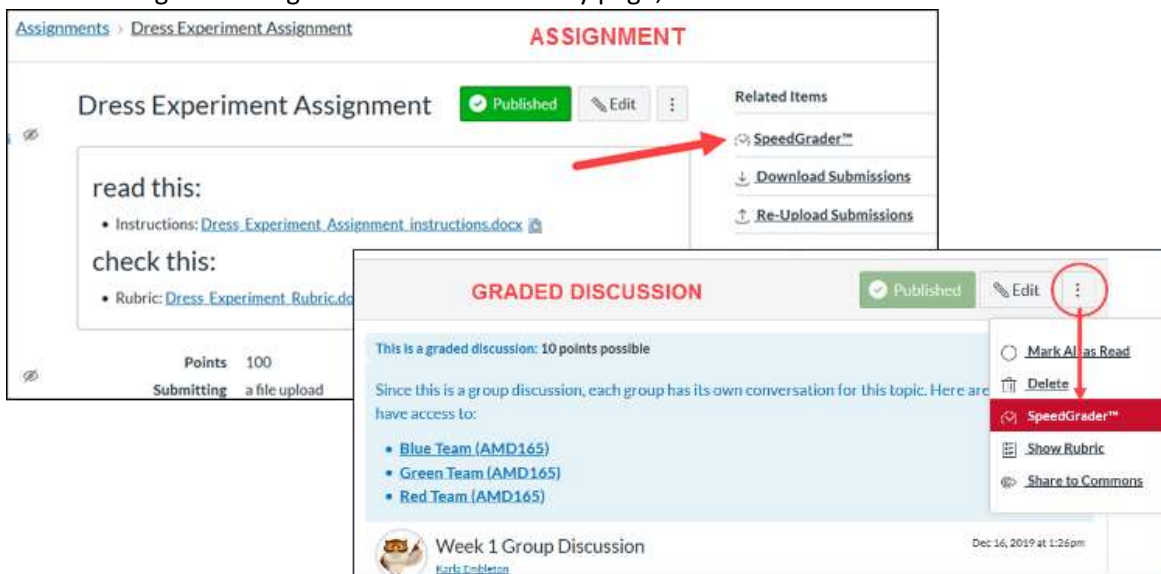 Assignments › Dress Experiment Assignment
ASSIGNMENT
Dress Experiment Assignment
Published
Edit
Related Items
SpeedGrader™
Download Submissions
Re-Upload Submissions
read this:
• Instructions: Dress_Experiment_Assignment_instructions.docx
check this:
• Rubric: Dress_Experiment_Rubric.do
Points 100
Submitting a file upload
GRADED DISCUSSION
Published
Edit
This is a graded discussion: 10 points possible
Since this is a group discussion, each group has its own conversation for this topic. Here are
have access to:
• Blue Team (AMD165)
• Green Team (AMD165)
• Red Team (AMD165)
Mark All as Read
Delete
SpeedGrader™
Show Rubric
Share to Commons
Week 1 Group Discussion
Dec 16, 2019 at 1:26pm
Karla Embleton